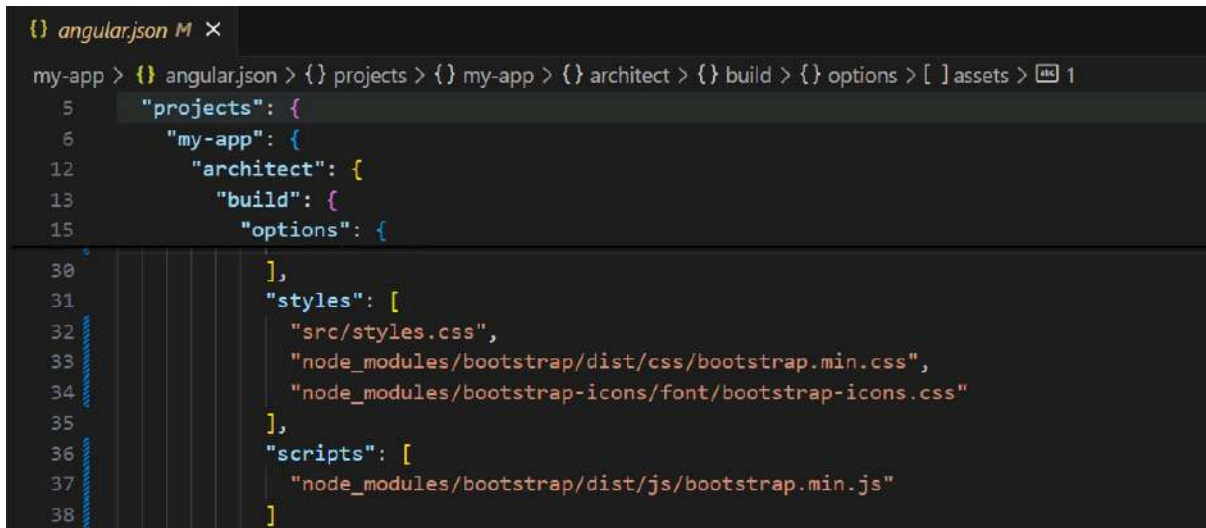 {} angular.json M ×
my-app > {} angular.json > {} projects > {} my-app > {} architect > {} build > {} options > [ ] assets > abc 1
5 "projects": {
6 "my-app": {
12 "architect": {
13 "build": {
15 "options": {
30 ],
31 "styles": [
32 "src/styles.css",
33 "node_modules/bootstrap/dist/css/bootstrap.min.css",
34 "node_modules/bootstrap-icons/font/bootstrap-icons.css"
35 ],
36 "scripts": [
37 "node_modules/bootstrap/dist/js/bootstrap.min.js"
38 ]